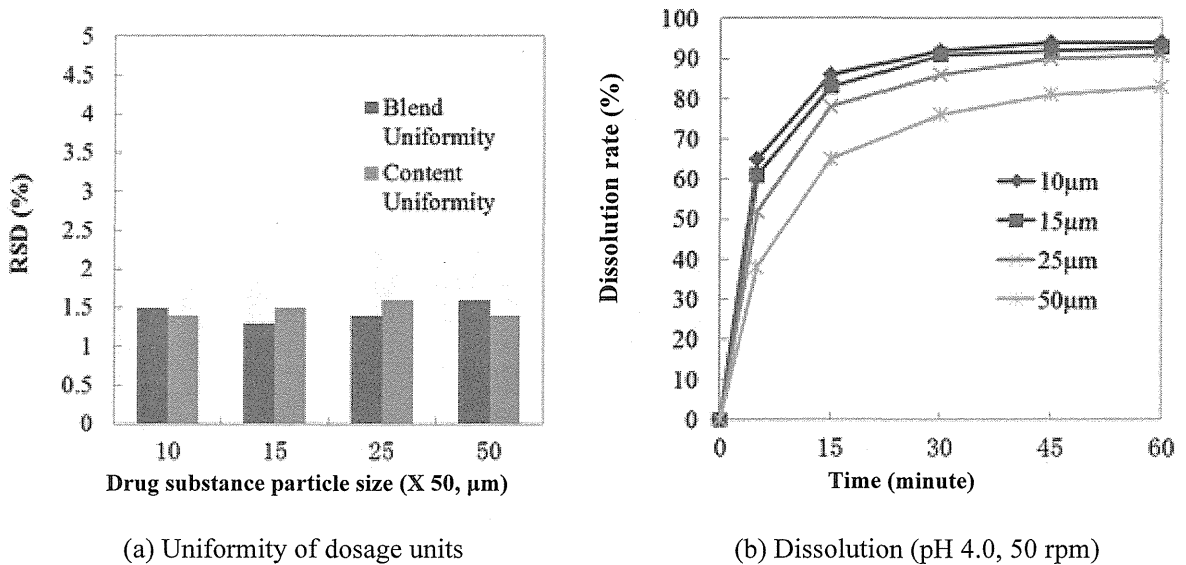 5
4.5
4
3.5
3
2.5
2
1.5
1
0.5
0
RSD (%)
Blend
Uniformity
Content
Uniformity
10 15 25 50
Drug substance particle size (X 50, μm)
(a) Uniformity of dosage units
100
90
80
70
60
50
40
30
20
10
0
Dissolution rate (%)
10μm
15μm
25μm
50μm
0 15 30 45 60
Time (minute)
(b) Dissolution (pH 4.0, 50 rpm)